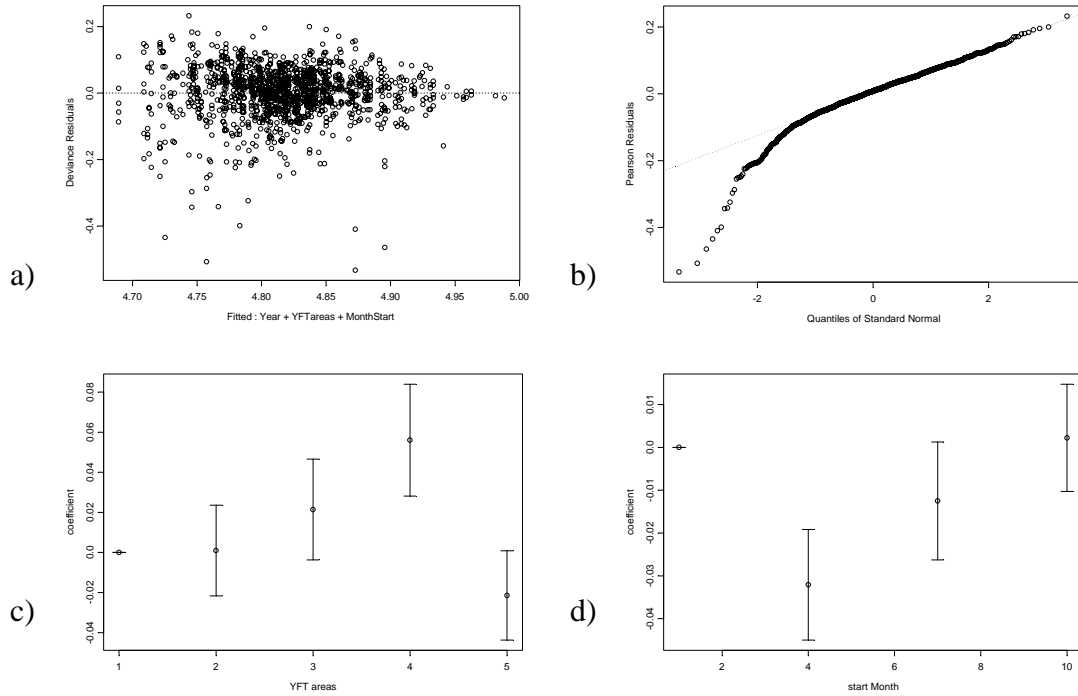 a)
Deviance Residuals
0.2
0.0
-0.2
-0.4
4.70 4.75 4.80 4.85 4.90 4.95 5.00
Fitted : Year + YFTareas + MonthStart
b)
Pearson Residuals
0.2
0.0
-0.2
-0.4
-2 0 2
Quantiles of Standard Normal
c)
coefficient
0.08
0.06
0.04
0.02
0.0
-0.02
-0.04
1 2 3 4 5
YFT areas
d)
coefficient
0.01
0.0
-0.01
-0.02
-0.03
-0.04
2 4 6 8 10
start Month